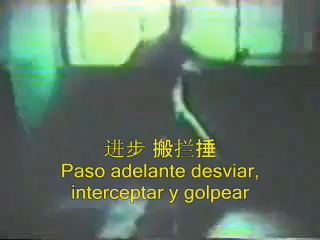 进步 搬拦捶
Paso adelante desviar,
interceptar y golpear